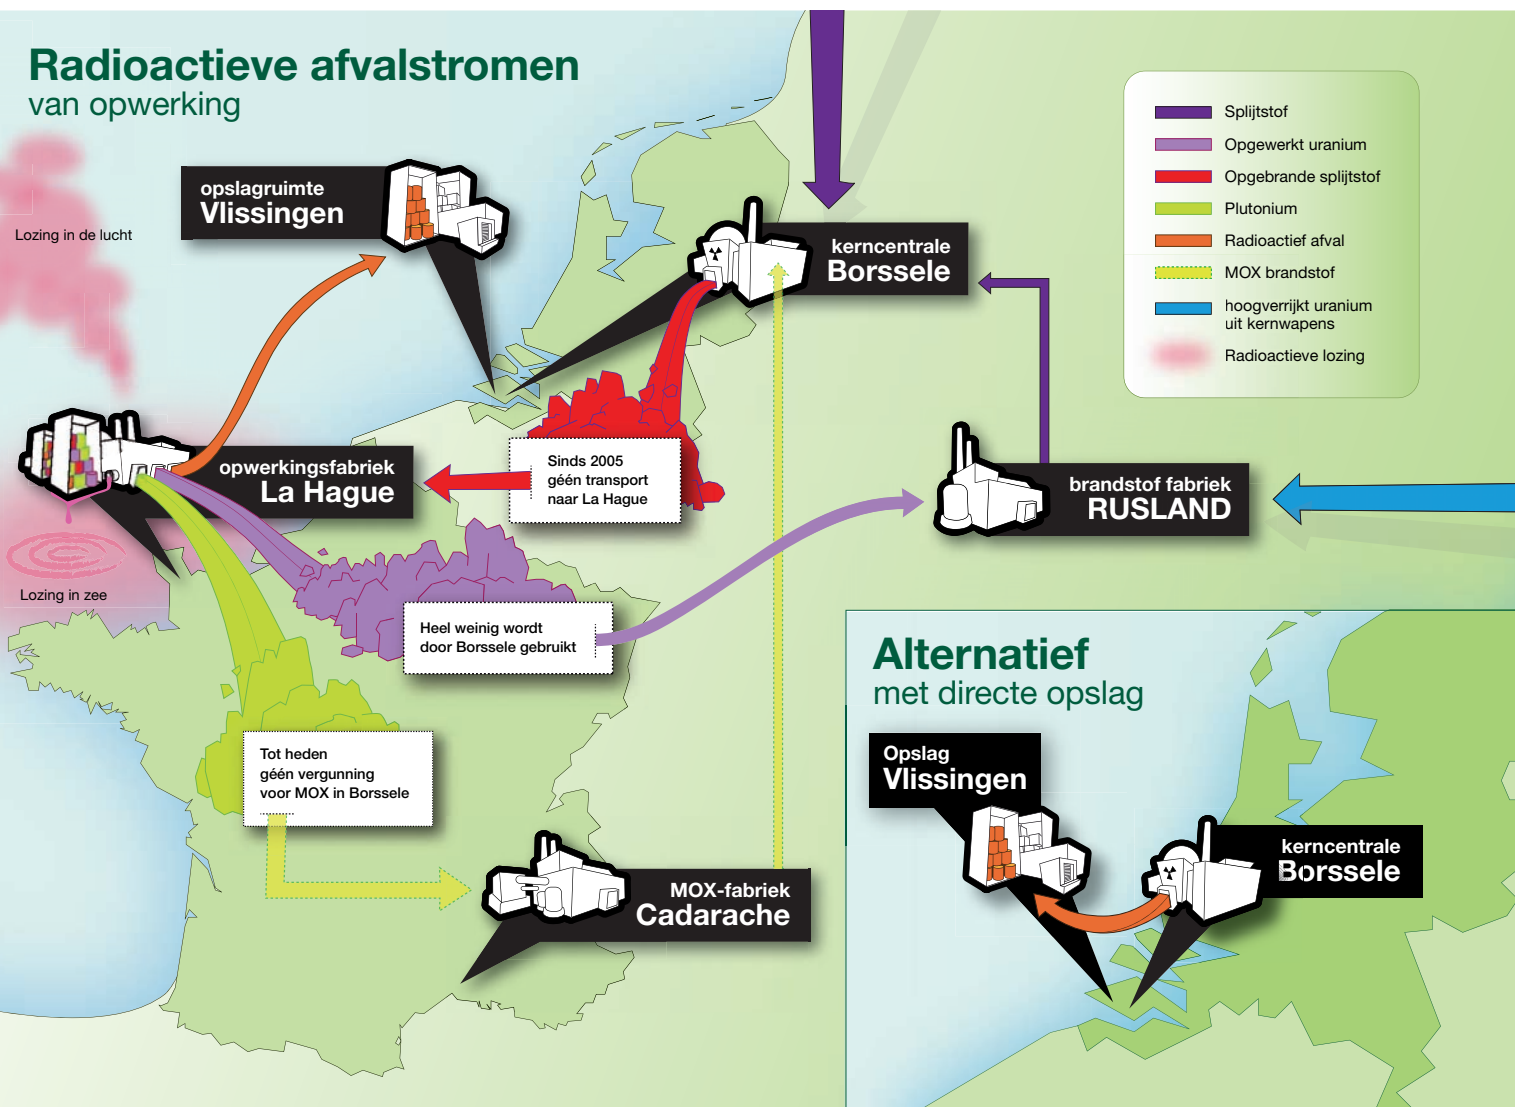 Radioactieve afvalstromen
van opwerking
Splijtstof
Opgewerkt uranium
Opgebrande splijtstof
Plutonium
Radioactief afval
MOX brandstof
hoogverrijkt uranium
uit kernwapens
Radioactieve lozing
opslagruimte
Vlissingen
Lozing in de lucht
kerncentrale
Borssele
opwerkingsfabriek
La Hague
Sinds 2005
géén transport
naar La Hague
brandstof fabriek
RUSLAND
Lozing in zee
Heel weinig wordt
door Borssele gebruikt
Tot heden
géén vergunning
voor MOX in Borssele
MOX-fabriek
Cadarache
Alternatief
met directe opslag
Opslag
Vlissingen
kerncentrale
Borssele